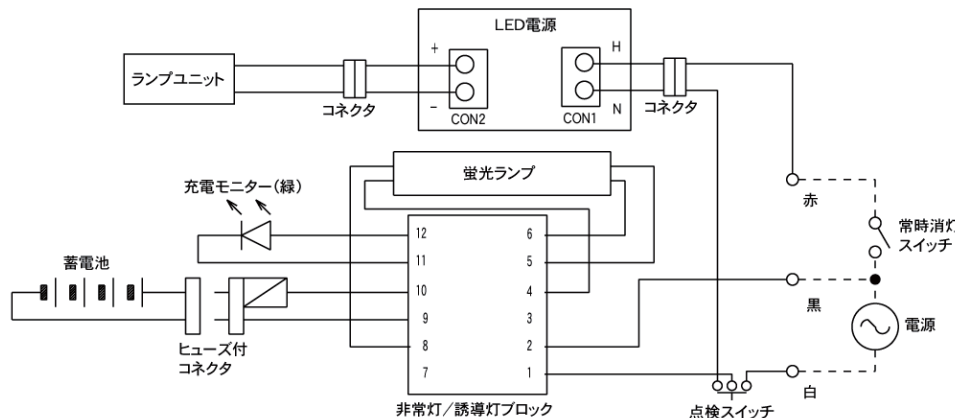 LED電源
+
-
H
N
CON2
CON1
ランプユニット
コネクタ
コネクタ
蛍光ランプ
充電モニター(緑)
赤
常時消灯
スイッチ
12
11
10
9
8
7
6
5
4
3
2
1
蓄電池
ヒューズ付
コネクタ
黒
電源
白
点検スイッチ
非常灯/誘導灯ブロック